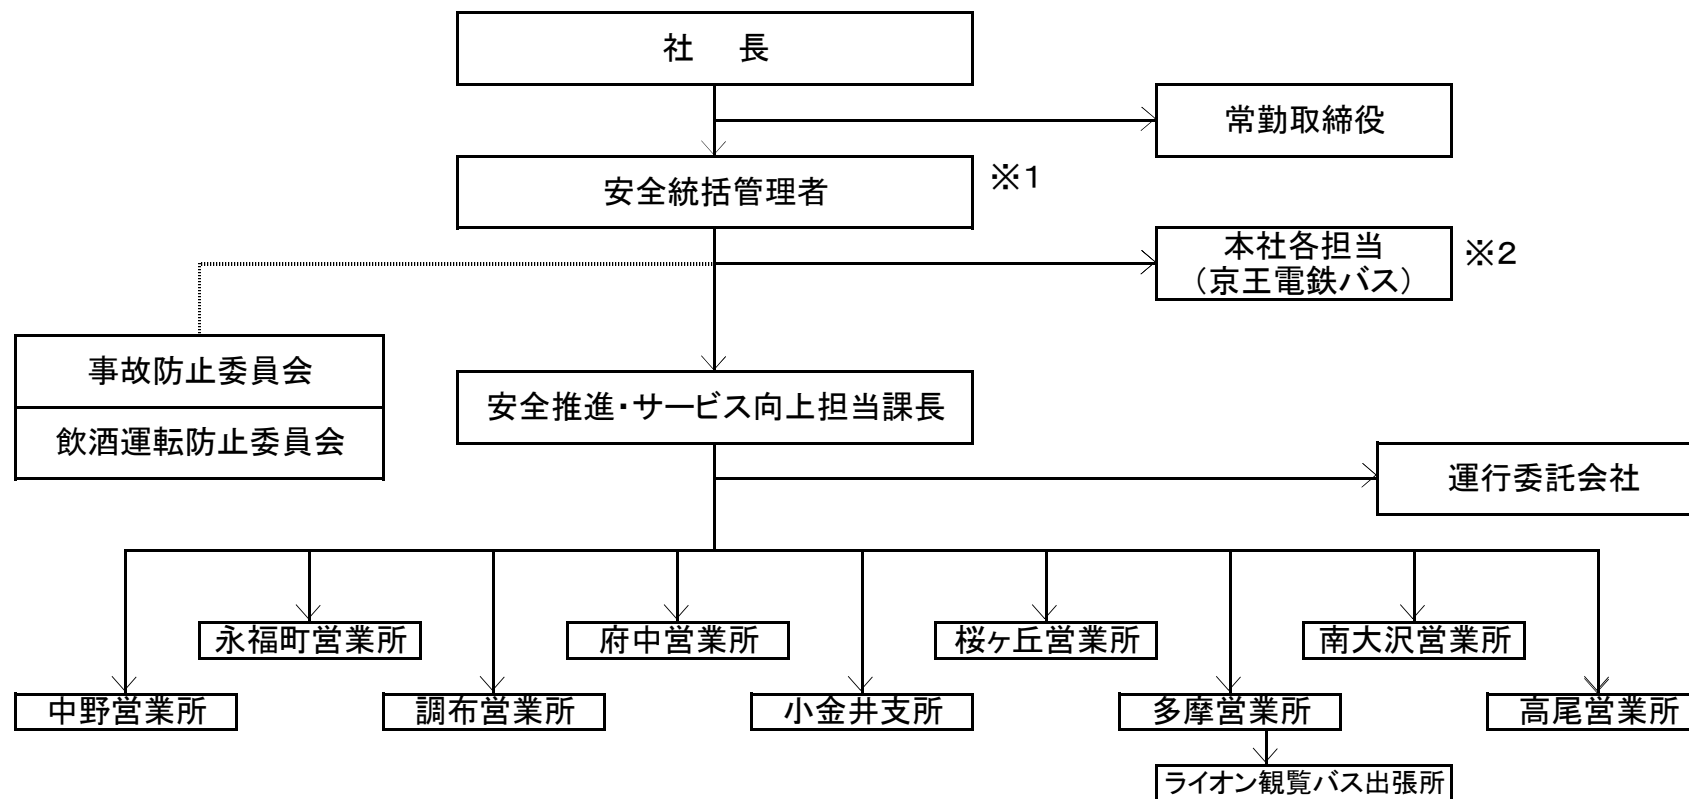 社 長
常勤取締役
安全統括管理者
※1
本社各担当
(京王電鉄バス)
※2
事故防止委員会
安全推進・サービス向上担当課長
飲酒運転防止委員会
運行委託会社
永福町営業所
府中営業所
桜ヶ丘営業所
南大沢営業所
中野営業所
調布営業所
小金井支所
多摩営業所
高尾営業所
ライオン観覧バス出張所